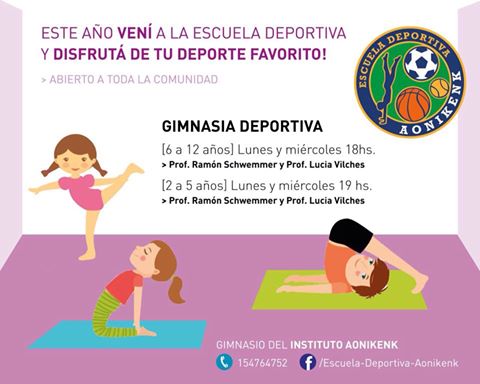 ESTE AÑO VENÍ A LA ESCUELA DEPORTIVA
Y DISFRUTÁ DE TU DEPORTE FAVORITO!
> ABIERTO A TODA LA COMUNIDAD
ESCUELA DEPORTIVA
AONIKENK
GIMNASIA DEPORTIVA
[6 a 12 años] Lunes y miércoles 18hs.
> Prof. Ramón Schwemmer y Prof. Lucia Vilches
[2 a 5 años] Lunes y miércoles 19 hs.
> Prof. Ramón Schwemmer y Prof. Lucia Vilches
GIMNASIO DEL INSTITUTO AONIKENK
154764752 /Escuela-Deportiva-Aonikenk